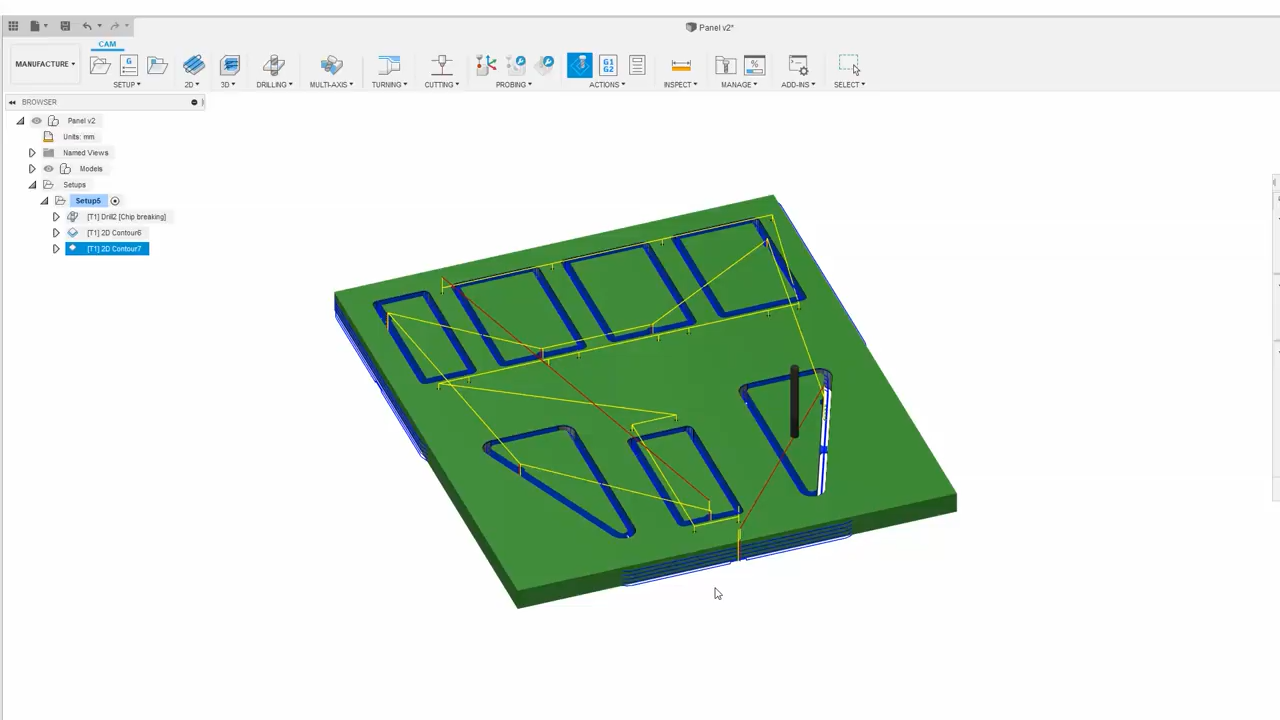 Panel v2*
CAM
MANUFACTURE
G
G1
G2
%
SETUP
2D
3D
DRILLING
MULTI-AXIS
TURNING
CUTTING
PROBING
ACTIONS
INSPECT
MANAGE
ADD-INS
SELECT
BROWSER
Panel v2
Units: mm
Named Views
Models
Setups
Setup5
[T1] Drill2 [Chip breaking]
[T1] 2D Contour6
[T1] 2D Contour7